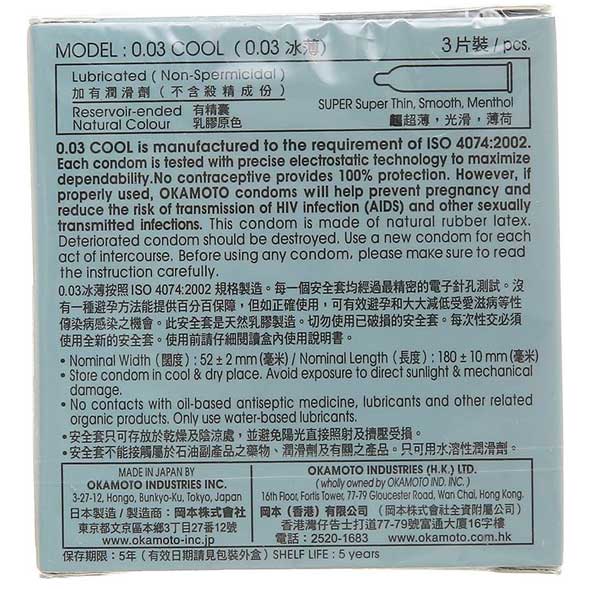 MODEL : 0.03 COOL ( 0.03 冰薄 ) 3 片裝 / pcs.
Lubricated ( Non-Spermicidal )
加有潤滑劑 ( 不含殺精成份 )
Reservoir-ended 有精囊
Natural Colour 乳膠原色
SUPER Super Thin, Smooth, Menthol
超薄，光滑，薄荷
0.03 COOL is manufactured to the requirement of ISO 4074:2002.
Each condom is tested with precise electrostatic technology to maximize
dependability.No contraceptive provides 100% protection. However, if
properly used, OKAMOTO condoms will help prevent pregnancy and
reduce the risk of transmission of HIV infection (AIDS) and other sexually
transmitted infections. This condom is made of natural rubber latex.
Deteriorated condom should be destroyed. Use a new condom for each
act of intercourse. Before using any condom, please make sure to read
the instruction carefully.
0.03冰薄按照 ISO 4074:2002 規格製造。每一個安全套均經過最精密的電子針孔測試。沒
有一種避孕方法能提供百分百保障，但如正確使用，可有效避孕和大大減低受愛滋病等性
傳染病感染之機會。此安全套是天然乳膠製造。切勿使用已破損的安全套。每次性交必須
使用全新的安全套。使用前請仔細閱讀盒內使用說明書。
• Nominal Width (闊度) : 52 ± 2 mm(毫米) / Nominal Length (長度) : 180 ± 10 mm(毫米)
• Store condom in cool & dry place. Avoid exposure to direct sunlight & mechanical
damage.
• No contacts with oil-based antiseptic medicine, lubricants and other related
organic products. Only use water-based lubricants.
• 安全套只可存放於乾燥及陰涼處，並避免陽光直接照射及擠壓受損。
• 安全套不能接觸屬於石油副產品之藥物、潤滑劑及有關之產品。只可用水溶性潤滑劑。
MADE IN JAPAN BY
OKAMOTO INDUSTRIES INC.
3-27-12, Hongo, Bunkyo-Ku, Tokyo, Japan
日本製造 / 製造商：岡本株式会社
東京都文京區本鄉3丁目27番12号
www.okamoto-inc.jp
OKAMOTO INDUSTRIES (H.K.) LTD.
( wholly owned by OKAMOTO IND. INC. )
16th Floor, Fortis Tower, 77-79 Gloucester Road, Wan Chai, Hong Kong.
岡本（香港）有限公司 ( 岡本株式会社全資附屬公司 )
香港灣仔告士打道77-79號富通大廈16字樓
電話 : 2520-1683 www.okamoto.com.hk
保存期限 : 5年 ( 有效日期請見包裝外盒 ) SHELF LIFE : 5 years